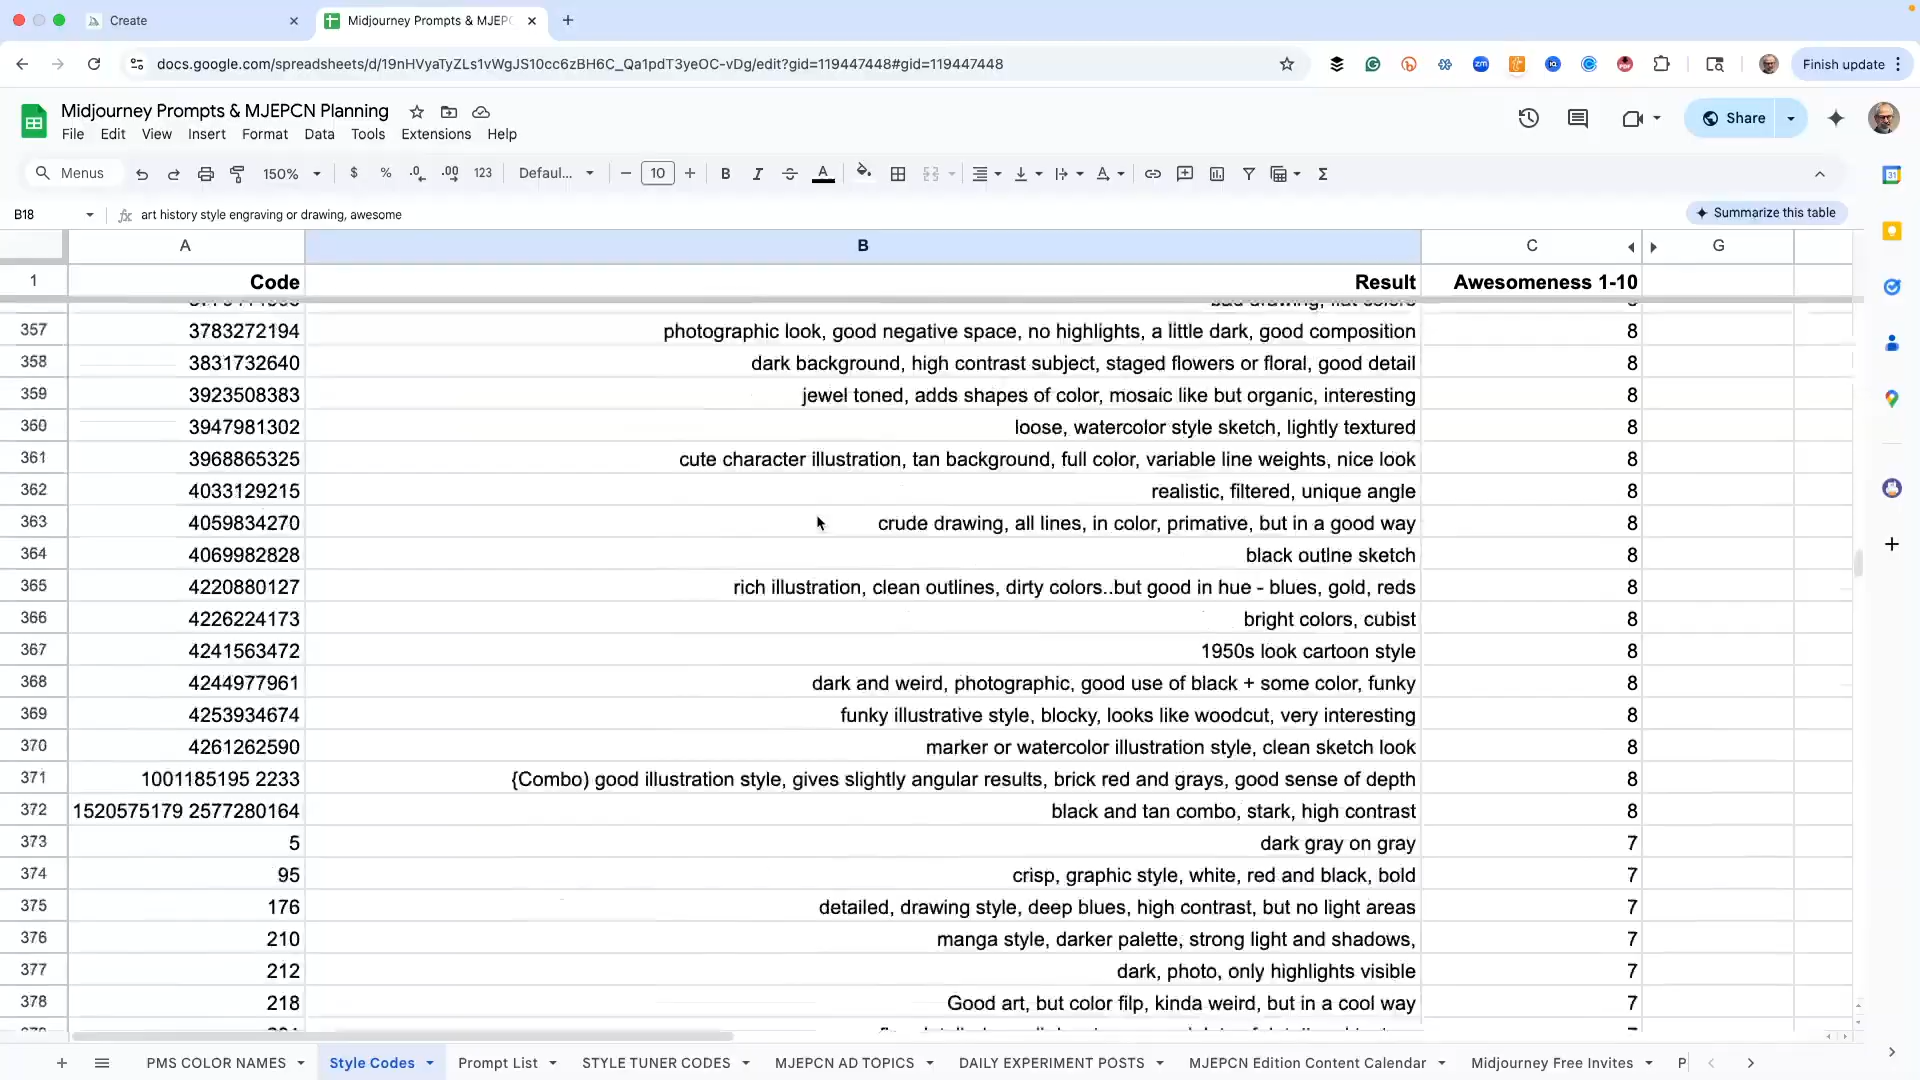 Create
Midjourney Prompts & MJEPC
docs.google.com/spreadsheets/d/19nHVyaTyZLs1vWgJS10cc6zBH6C_Qa1pdT3yeOC-vDg/edit?gid=119447448#gid=119447448
Finish update
Midjourney Prompts & MJEPCN Planning
File Edit View Insert Format Data Tools Extensions Help
Share
Menus 150% $ % .0 .00 123 Defaul... 10 B I A
B18 fx art history style engraving or drawing, awesome
Summarize this table
A B C G
1 Code Result Awesomeness 1-10
bad drawing, flat colors
357 3783272194 photographic look, good negative space, no highlights, a little dark, good composition 8
358 3831732640 dark background, high contrast subject, staged flowers or floral, good detail 8
359 3923508383 jewel toned, adds shapes of color, mosaic like but organic, interesting 8
360 3947981302 loose, watercolor style sketch, lightly textured 8
361 3968865325 cute character illustration, tan background, full color, variable line weights, nice look 8
362 4033129215 realistic, filtered, unique angle 8
363 4059834270 crude drawing, all lines, in color, primative, but in a good way 8
364 4069982828 black outlne sketch 8
365 4220880127 rich illustration, clean outlines, dirty colors..but good in hue - blues, gold, reds 8
366 4226224173 bright colors, cubist 8
367 4241563472 1950s look cartoon style 8
368 4244977961 dark and weird, photographic, good use of black + some color, funky 8
369 4253934674 funky illustrative style, blocky, looks like woodcut, very interesting 8
370 4261262590 marker or watercolor illustration style, clean sketch look 8
371 1001185195 2233 {Combo) good illustration style, gives slightly angular results, brick red and grays, good sense of depth 8
372 1520575179 2577280164 black and tan combo, stark, high contrast 8
373 5 dark gray on gray 7
374 95 crisp, graphic style, white, red and black, bold 7
375 176 detailed, drawing style, deep blues, high contrast, but no light areas 7
376 210 manga style, darker palette, strong light and shadows, 7
377 212 dark, photo, only highlights visible 7
378 218 Good art, but color filp, kinda weird, but in a cool way 7
PMS COLOR NAMES Style Codes Prompt List STYLE TUNER CODES MJEPCN AD TOPICS DAILY EXPERIMENT POSTS MJEPCN Edition Content Calendar Midjourney Free Invites P